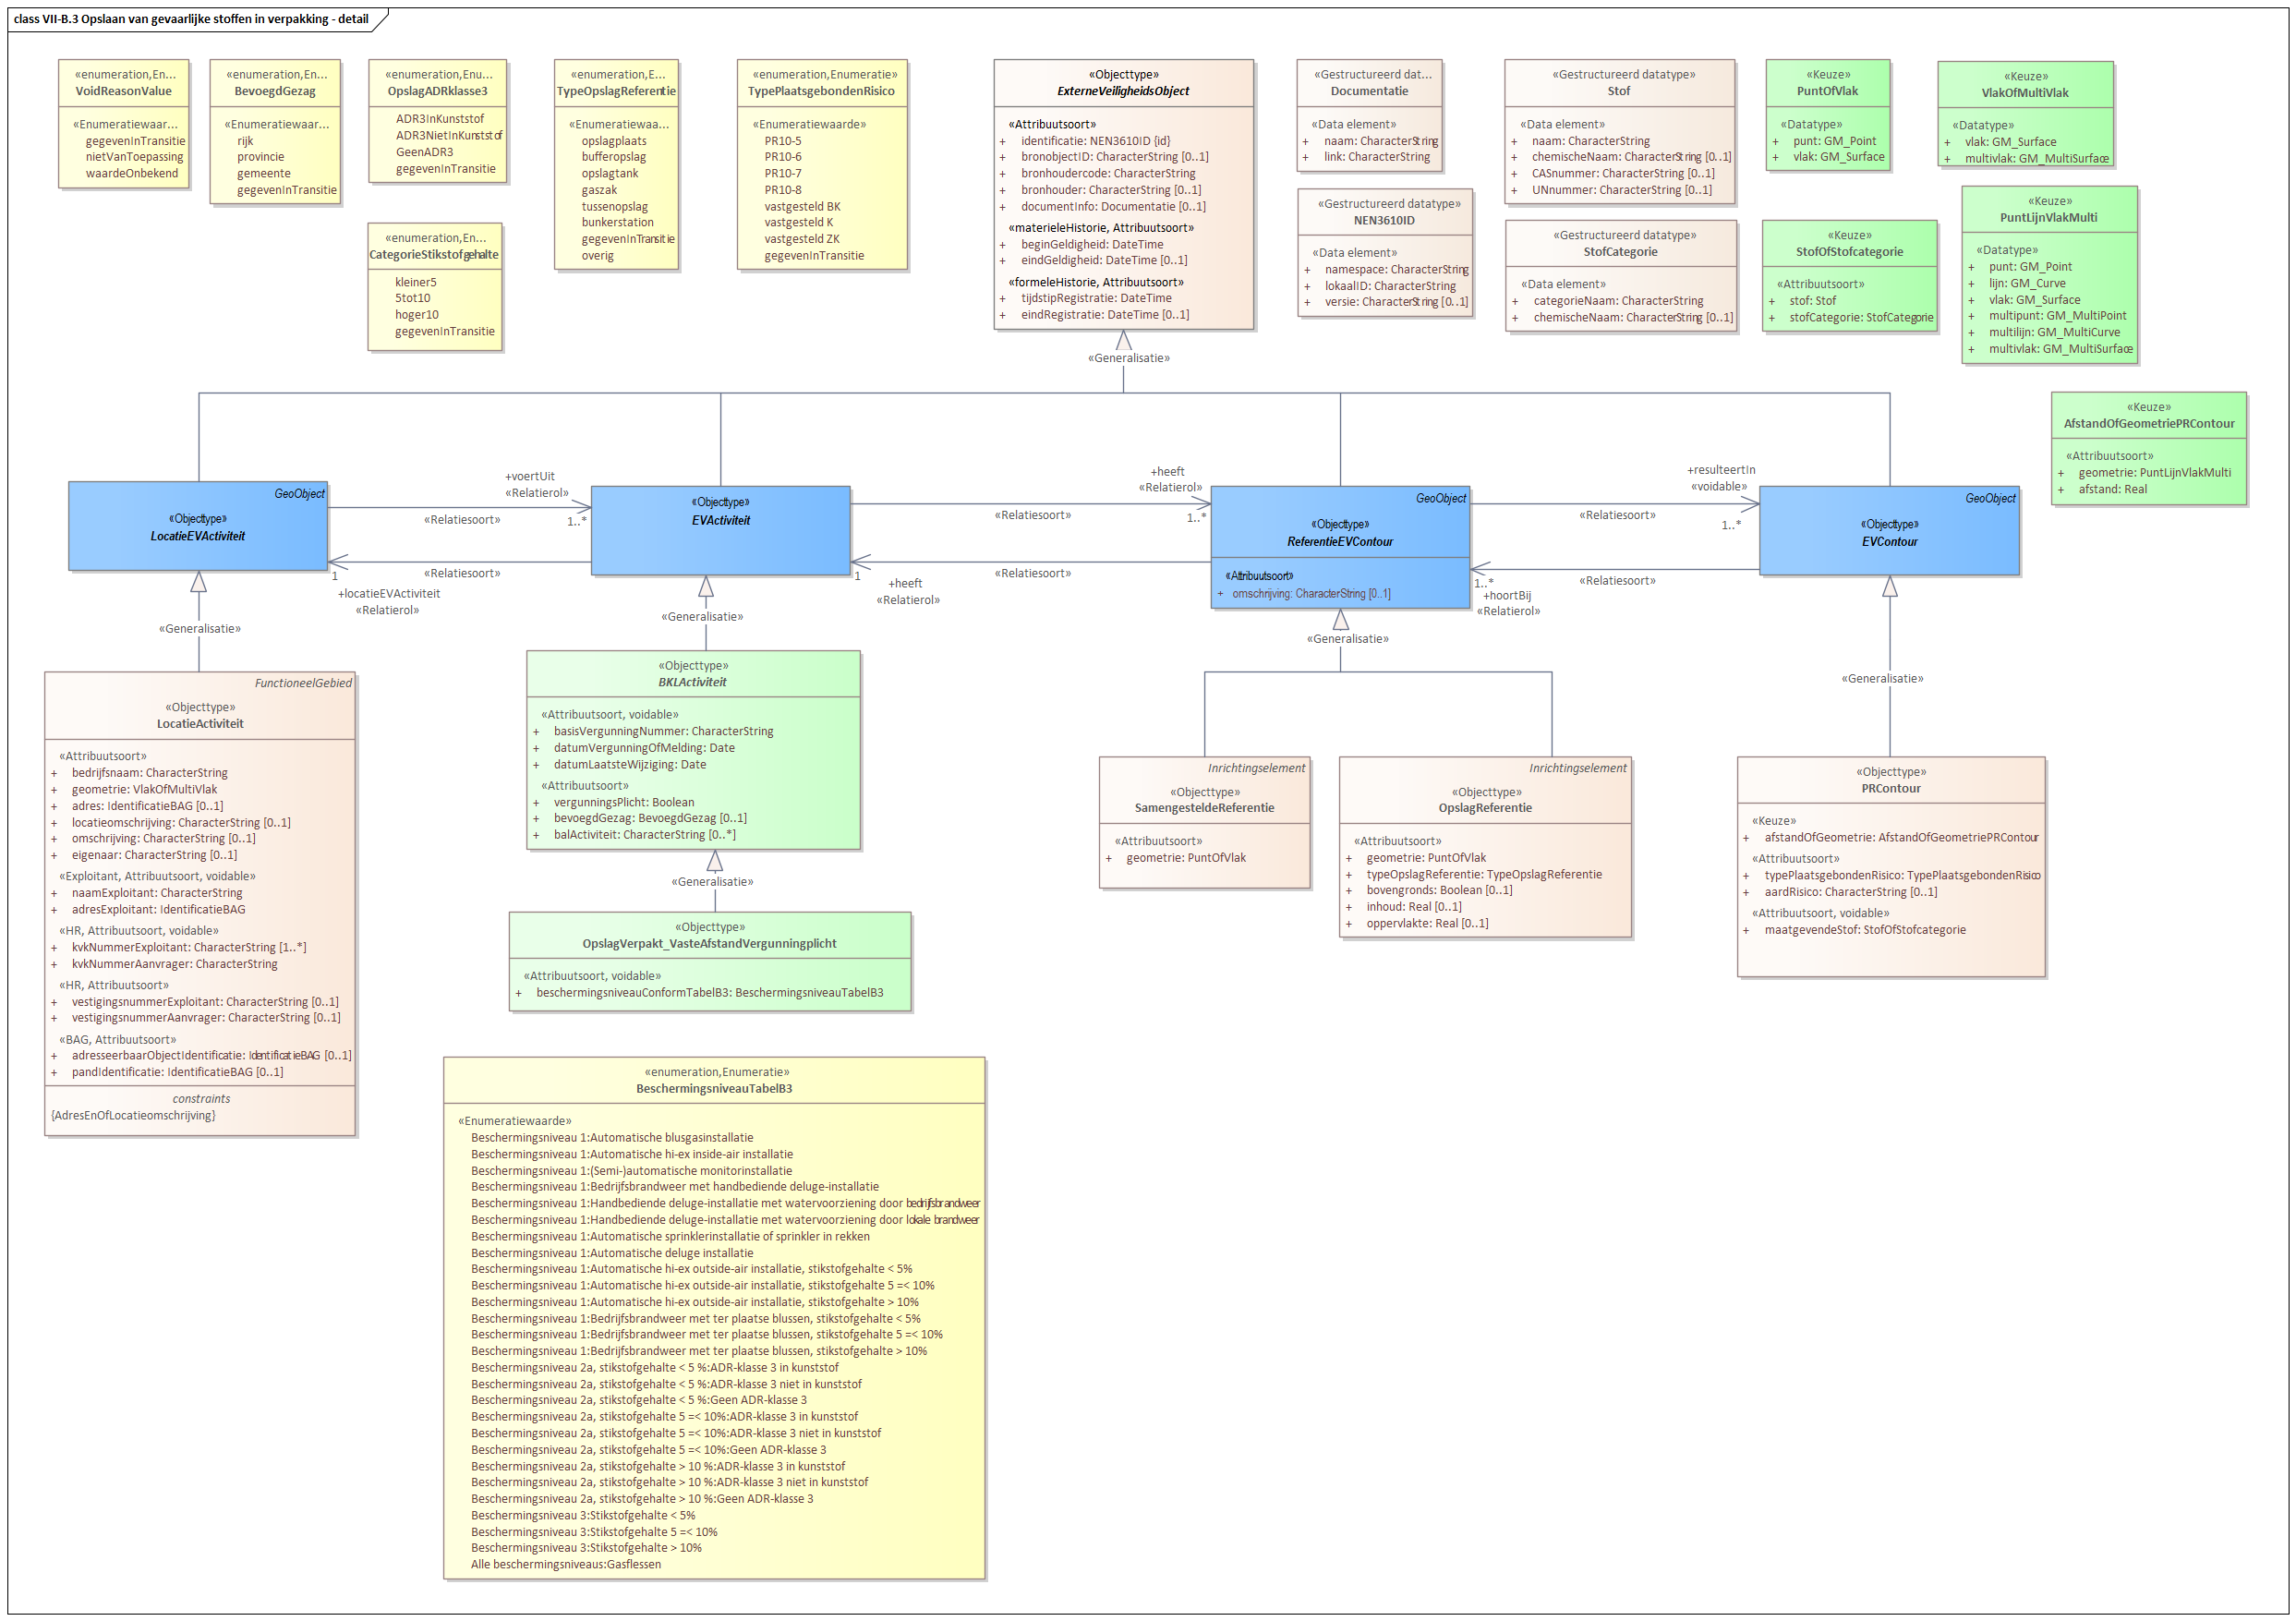 class VII-B.3 Opslaan van gevaarlijke stoffen in verpakking - detail
«enumeration,En...
VoidReasonValue
«Enumeratiewaar...
gegevenInTransitie
nietVanToepassing
waardeOnbekend
«enumeration,En...
BevoegdGezag
«Enumeratiewaar...
rijk
provincie
gemeente
gegevenInTransitie
«enumeration,Enu...
OpslagADRklasse3
ADR3InKunststof
ADR3NietInKunststof
GeenADR3
gegevenInTransitie
«enumeration,E...
TypeOpslagReferentie
«Enumeratiewaa...
opslagplaats
bufferopslag
opslagtank
gaszak
tussenopslag
bunkerstation
gegevenInTransitie
overig
«enumeration,Enumeratie»
TypePlaatsgebondenRisico
«Enumeratiewaarde»
PR10-5
PR10-6
PR10-7
PR10-8
vastgesteld BK
vastgesteld K
vastgesteld ZK
gegevenInTransitie
«enumeration,En...
CategorieStikstofgehalte
kleiner5
5tot10
hoger10
gegevenInTransitie
«Objecttype»
ExterneVeiligheidsObject
«Attribuutsoort»
+ identificatie: NEN3610ID {id}
+ bronobjectID: CharacterString [0..1]
+ bronhoudercode: CharacterString
+ bronhouder: CharacterString [0..1]
+ documentInfo: Documentatie [0..1]
«materieleHistorie, Attribuutsoort»
+ beginGeldigheid: DateTime
+ eindGeldigheid: DateTime [0..1]
«formeleHistorie, Attribuutsoort»
+ tijdstipRegistratie: DateTime
+ eindRegistratie: DateTime [0..1]
«Gestructureerd dat...
Documentatie
«Data element»
+ naam: CharacterString
+ link: CharacterString
«Gestructureerd datatype»
NEN3610ID
«Data element»
+ namespace: CharacterString
+ lokaalID: CharacterString
+ versie: CharacterString [0..1]
«Gestructureerd datatype»
Stof
«Data element»
+ naam: CharacterString
+ chemischeNaam: CharacterString [0..1]
+ CASnummer: CharacterString [0..1]
+ UNnummer: CharacterString [0..1]
«Gestructureerd datatype»
StofCategorie
«Data element»
+ categorieNaam: CharacterString
+ chemischeNaam: CharacterString [0..1]
«Keuze»
PuntOfVlak
«Datatype»
+ punt: GM_Point
+ vlak: GM_Surface
«Keuze»
VlakOfMultiVlak
«Datatype»
+ vlak: GM_Surface
+ multivlak: GM_MultiSurface
«Keuze»
StofOfStofcategorie
«Attribuutsoort»
+ stof: Stof
+ stofCategorie: StofCategorie
«Keuze»
PuntLijnVlakMulti
«Datatype»
+ punt: GM_Point
+ lijn: GM_Curve
+ vlak: GM_Surface
+ multipunt: GM_MultiPoint
+ multilijn: GM_MultiCurve
+ multivlak: GM_MultiSurface
«Keuze»
AfstandOfGeometriePRContour
«Attribuutsoort»
+ geometrie: PuntLijnVlakMulti
+ afstand: Real
«Generalisatie»
GeoObject
«Objecttype»
LocatieEVActiviteit
+voertUit
«Relatierol»
1..*
«Relatiesoort»
«Relatiesoort»
1
+locatieEVActiviteit
«Relatierol»
«Objecttype»
EVActiviteit
+heeft
«Relatierol»
1..*
«Relatiesoort»
«Relatiesoort»
1
+heeft
«Relatierol»
GeoObject
«Objecttype»
ReferentieEVContour
«Attribuutsoort»
+ omschrijving: CharacterString [0..1]
+resulteertIn
«voidable»
1..*
«Relatiesoort»
«Relatiesoort»
1..*
+hoortBij
«Relatierol»
GeoObject
«Objecttype»
EVContour
«Generalisatie»
«Generalisatie»
«Generalisatie»
«Generalisatie»
FunctioneelGebied
«Objecttype»
LocatieActiviteit
«Attribuutsoort»
+ bedrijfsnaam: CharacterString
+ geometrie: VlakOfMultiVlak
+ adres: IdentificatieBAG [0..1]
+ locatieomschrijving: CharacterString [0..1]
+ omschrijving: CharacterString [0..1]
+ eigenaar: CharacterString [0..1]
«Exploitant, Attribuutsoort, voidable»
+ naamExploitant: CharacterString
+ adresExploitant: IdentificatieBAG
«HR, Attribuutsoort, voidable»
+ kvkNummerExploitant: CharacterString [1..*]
+ kvkNummerAanvrager: CharacterString
«HR, Attribuutsoort»
+ vestigingsnummerExploitant: CharacterString [0..1]
+ vestigingsnummerAanvrager: CharacterString [0..1]
«BAG, Attribuutsoort»
+ adresseerbaarObjectIdentificatie: IdentificatieBAG [0..1]
+ pandIdentificatie: IdentificatieBAG [0..1]
constraints
{AdresEnOfLocatieomschrijving}
«Objecttype»
BKLActiviteit
«Attribuutsoort, voidable»
+ basisVergunningNummer: CharacterString
+ datumVergunningOfMelding: Date
+ datumLaatsteWijziging: Date
«Attribuutsoort»
+ vergunningsPlicht: Boolean
+ bevoegdGezag: BevoegdGezag [0..1]
+ balActiviteit: CharacterString [0..*]
«Generalisatie»
«Objecttype»
OpslagVerpakt_VasteAfstandVergunningplicht
«Attribuutsoort, voidable»
+ beschermingsniveauConformTabelB3: BeschermingsniveauTabelB3
Inrichtingselement
«Objecttype»
SamengesteldeReferentie
«Attribuutsoort»
+ geometrie: PuntOfVlak
Inrichtingselement
«Objecttype»
OpslagReferentie
«Attribuutsoort»
+ geometrie: PuntOfVlak
+ typeOpslagReferentie: TypeOpslagReferentie
+ bovengronds: Boolean [0..1]
+ inhoud: Real [0..1]
+ oppervlakte: Real [0..1]
«Objecttype»
PRContour
«Keuze»
+ afstandOfGeometrie: AfstandOfGeometriePRContour
«Attribuutsoort»
+ typePlaatsgebondenRisico: TypePlaatsgebondenRisico
+ aardRisico: CharacterString [0..1]
«Attribuutsoort, voidable»
+ maatgevendeStof: StofOfStofcategorie
«enumeration,Enumeratie»
BeschermingsniveauTabelB3
«Enumeratiewaarde»
Beschermingsniveau 1:Automatische blusgasinstallatie
Beschermingsniveau 1:Automatische hi-ex inside-air installatie
Beschermingsniveau 1:(Semi-)automatische monitorinstallatie
Beschermingsniveau 1:Bedrijfsbrandweer met handbediende deluge-installatie
Beschermingsniveau 1:Handbediende deluge-installatie met watervoorziening door bedrijfsbrandweer
Beschermingsniveau 1:Handbediende deluge-installatie met watervoorziening door lokale brandweer
Beschermingsniveau 1:Automatische sprinklerinstallatie of sprinkler in rekken
Beschermingsniveau 1:Automatische deluge installatie
Beschermingsniveau 1:Automatische hi-ex outside-air installatie, stikstofgehalte < 5%
Beschermingsniveau 1:Automatische hi-ex outside-air installatie, stikstofgehalte 5 =< 10%
Beschermingsniveau 1:Automatische hi-ex outside-air installatie, stikstofgehalte > 10%
Beschermingsniveau 1:Bedrijfsbrandweer met ter plaatse blussen, stikstofgehalte < 5%
Beschermingsniveau 1:Bedrijfsbrandweer met ter plaatse blussen, stikstofgehalte 5 =< 10%
Beschermingsniveau 1:Bedrijfsbrandweer met ter plaatse blussen, stikstofgehalte > 10%
Beschermingsniveau 2a, stikstofgehalte < 5 %:ADR-klasse 3 in kunststof
Beschermingsniveau 2a, stikstofgehalte < 5 %:ADR-klasse 3 niet in kunststof
Beschermingsniveau 2a, stikstofgehalte < 5 %:Geen ADR-klasse 3
Beschermingsniveau 2a, stikstofgehalte 5 =< 10%:ADR-klasse 3 in kunststof
Beschermingsniveau 2a, stikstofgehalte 5 =< 10%:ADR-klasse 3 niet in kunststof
Beschermingsniveau 2a, stikstofgehalte 5 =< 10%:Geen ADR-klasse 3
Beschermingsniveau 2a, stikstofgehalte > 10 %:ADR-klasse 3 in kunststof
Beschermingsniveau 2a, stikstofgehalte > 10 %:ADR-klasse 3 niet in kunststof
Beschermingsniveau 2a, stikstofgehalte > 10 %:Geen ADR-klasse 3
Beschermingsniveau 3:Stikstofgehalte < 5%
Beschermingsniveau 3:Stikstofgehalte 5 =< 10%
Beschermingsniveau 3:Stikstofgehalte > 10%
Alle beschermingsniveaus:Gasflessen